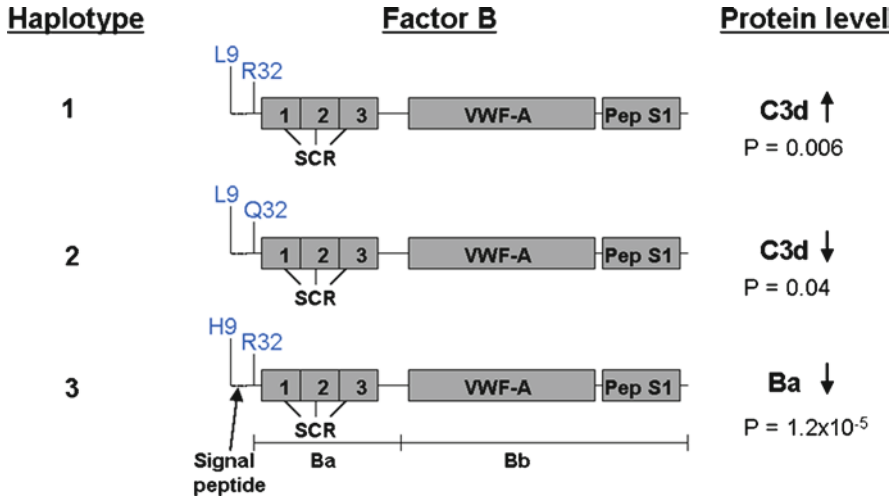 Haplotype Factor B Protein level
L9
R32
1 1 2 3 VWF-A Pep S1 C3d ↑
SCR P = 0.006
L9
Q32
2 1 2 3 VWF-A Pep S1 C3d ↓
SCR P = 0.04
H9
R32
3 1 2 3 VWF-A Pep S1 Ba ↓
SCR P = 1.2x10⁻⁵
Signal Ba Bb
peptide